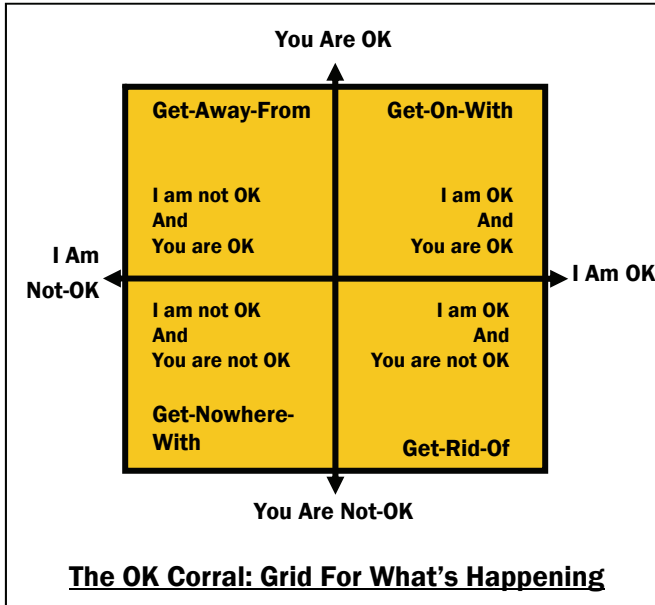 You Are OK
Get-Away-From
Get-On-With
I am not OK
And
You are OK
I am OK
And
You are OK
I Am
Not-OK
I Am OK
I am not OK
And
You are not OK
I am OK
And
You are not OK
Get-Nowhere-
With
Get-Rid-Of
You Are Not-OK
The OK Corral: Grid For What's Happening